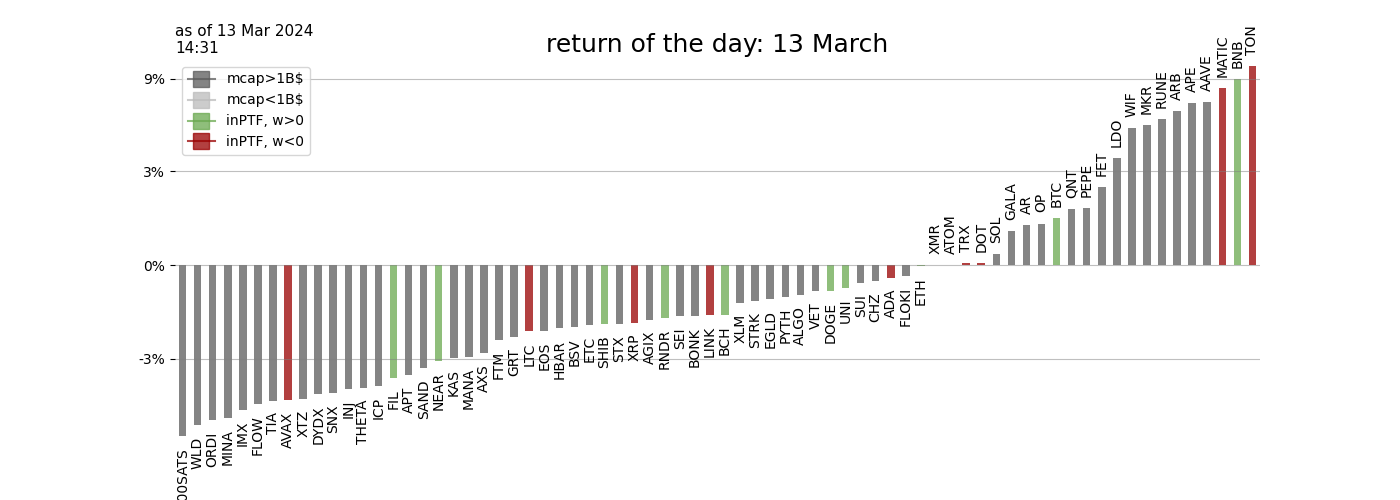 as of 13 Mar 2024
14:31
return of the day: 13 March
mcap>1B$
mcap<1B$
inPTF, w>0
inPTF, w<0
9%
3%
0%
-3%
00SATS
WLD
ORDI
MINA
IMX
FLOW
TIA
AVAX
XTZ
DYDX
SNX
INJ
THETA
ICP
FIL
APT
SAND
NEAR
KAS
MANA
AXS
FTM
GRT
LTC
EOS
HBAR
BSV
ETC
SHIB
STX
XRP
AGIX
RNDR
SEI
BONK
LINK
BCH
XLM
STRK
EGLD
PYTH
ALGO
VET
DOGE
UNI
SUI
CHZ
ADA
FLOKI
ETH
XMR
ATOM
TRX
DOT
SOL
GALA
AR
OP
BTC
QNT
PEPE
FET
LDO
WIF
MKR
RUNE
ARB
APE
AAVE
MATIC
BNB
TON